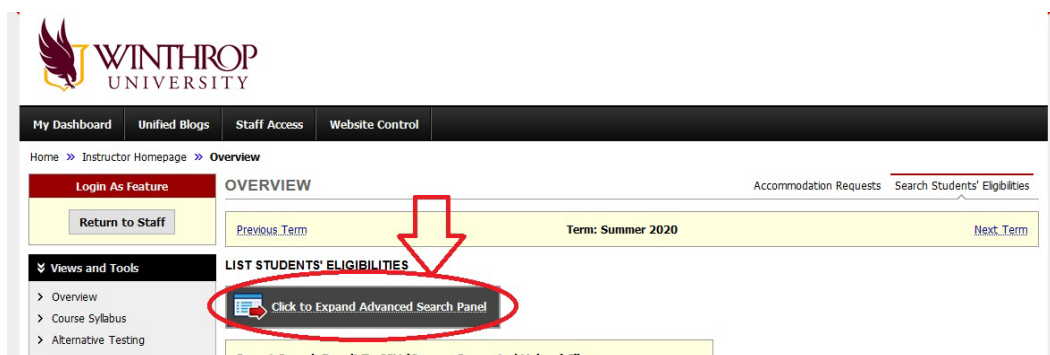 WINTHROP
UNIVERSITY
My Dashboard Unified Blogs Staff Access Website Control
Home » Instructor Homepage » Overview
Login As Feature
Return to Staff
OVERVIEW
Accommodation Requests Search Students' Eligibilities
Previous Term Term: Summer 2020 Next Term
Views and Tools
LIST STUDENTS' ELIGIBILITIES
Click to Expand Advanced Search Panel
> Overview
> Course Syllabus
> Alternative Testing